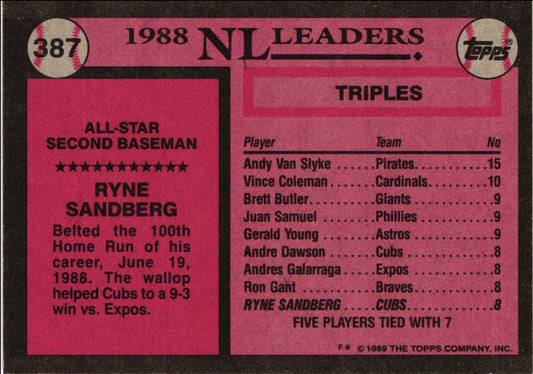 387
1988 NL LEADERS
Topps®
ALL-STAR
SECOND BASEMAN
★★★★★★★★★★★
RYNE
SANDBERG
Belted the 100th
Home Run of his
career, June 19,
1988. The wallop
helped Cubs to a 9-3
win vs. Expos.
TRIPLES
Player Team No
Andy Van Slyke ...... Pirates. ........ 15
Vince Coleman ....... Cardinals. ...... 10
Brett Butler. ....... Giants ......... 9
Juan Samuel ........ Phillies ......... 9
Gerald Young ....... Astros .......... 9
Andre Dawson ....... Cubs ........... 8
Andres Galarraga .... Expos .......... 8
Ron Gant ........... Braves .......... 8
RYNE SANDBERG .... CUBS. .......... 8
FIVE PLAYERS TIED WITH 7
F* © 1989 THE TOPPS COMPANY, INC.